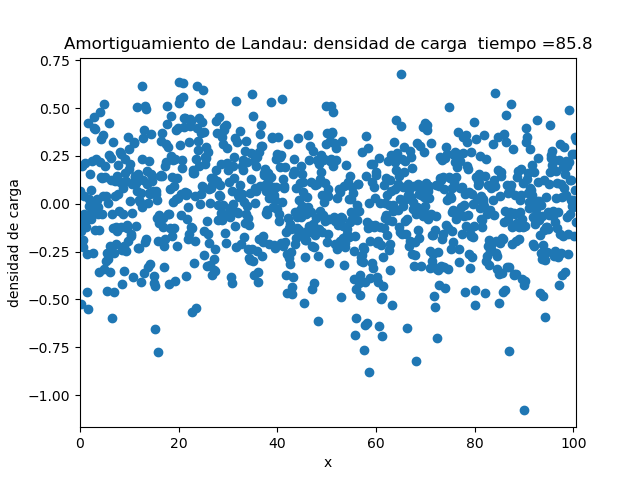 Amortiguamiento de Landau: densidad de carga  tiempo =85.8
0.75
0.50
0.25
0.00
−0.25
−0.50
−0.75
−1.00
densidad de carga
0 20 40 60 80 100
x